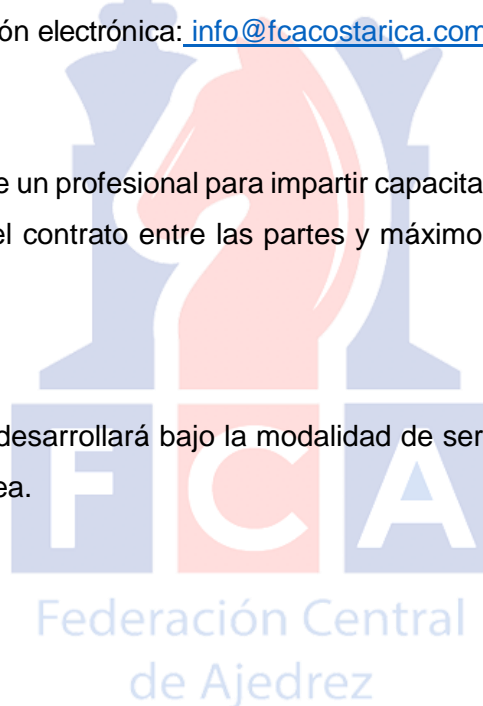 ón electrónica: info@fcacostarica.com
e un profesional para impartir capacita
el contrato entre las partes y máximo
desarrollará bajo la modalidad de ser
ea.
FCA
Federación Central
de Ajedrez